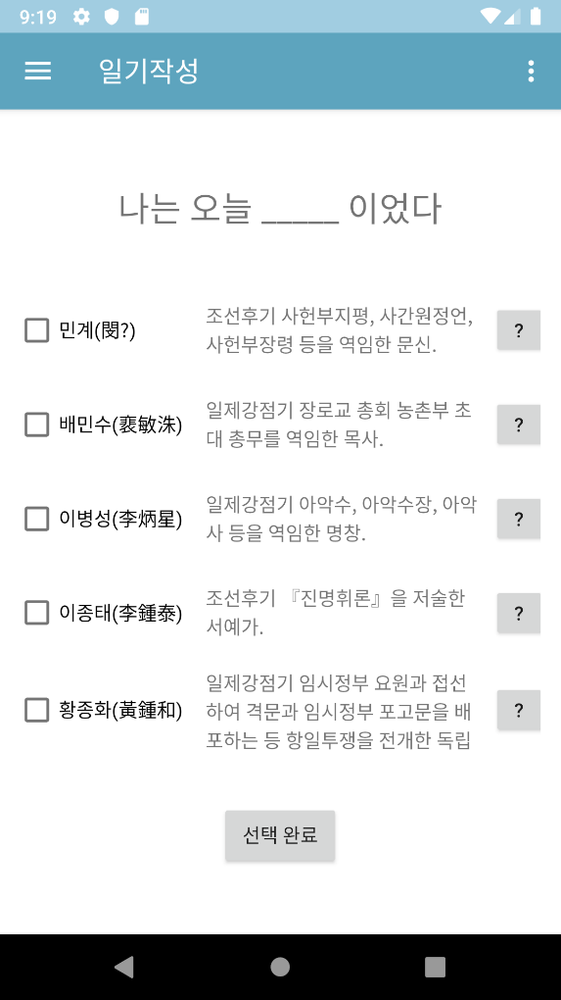 9:19
일기작성
나는 오늘 _____ 이었다
민계(閔?)
조선후기 사헌부지평, 사간원정언,
사헌부장령 등을 역임한 문신.
?
배민수(裵敏洙)
일제강점기 장로교 총회 농촌부 초
대 총무를 역임한 목사.
?
이병성(李炳星)
일제강점기 아악수, 아악수장, 아악
사 등을 역임한 명창.
?
이종태(李鍾泰)
조선후기 『진명휘론』을 저술한
서예가.
?
황종화(黃鍾和)
일제강점기 임시정부 요원과 접선
하여 격문과 임시정부 포고문을 배
포하는 등 항일투쟁을 전개한 독립
?
선택 완료